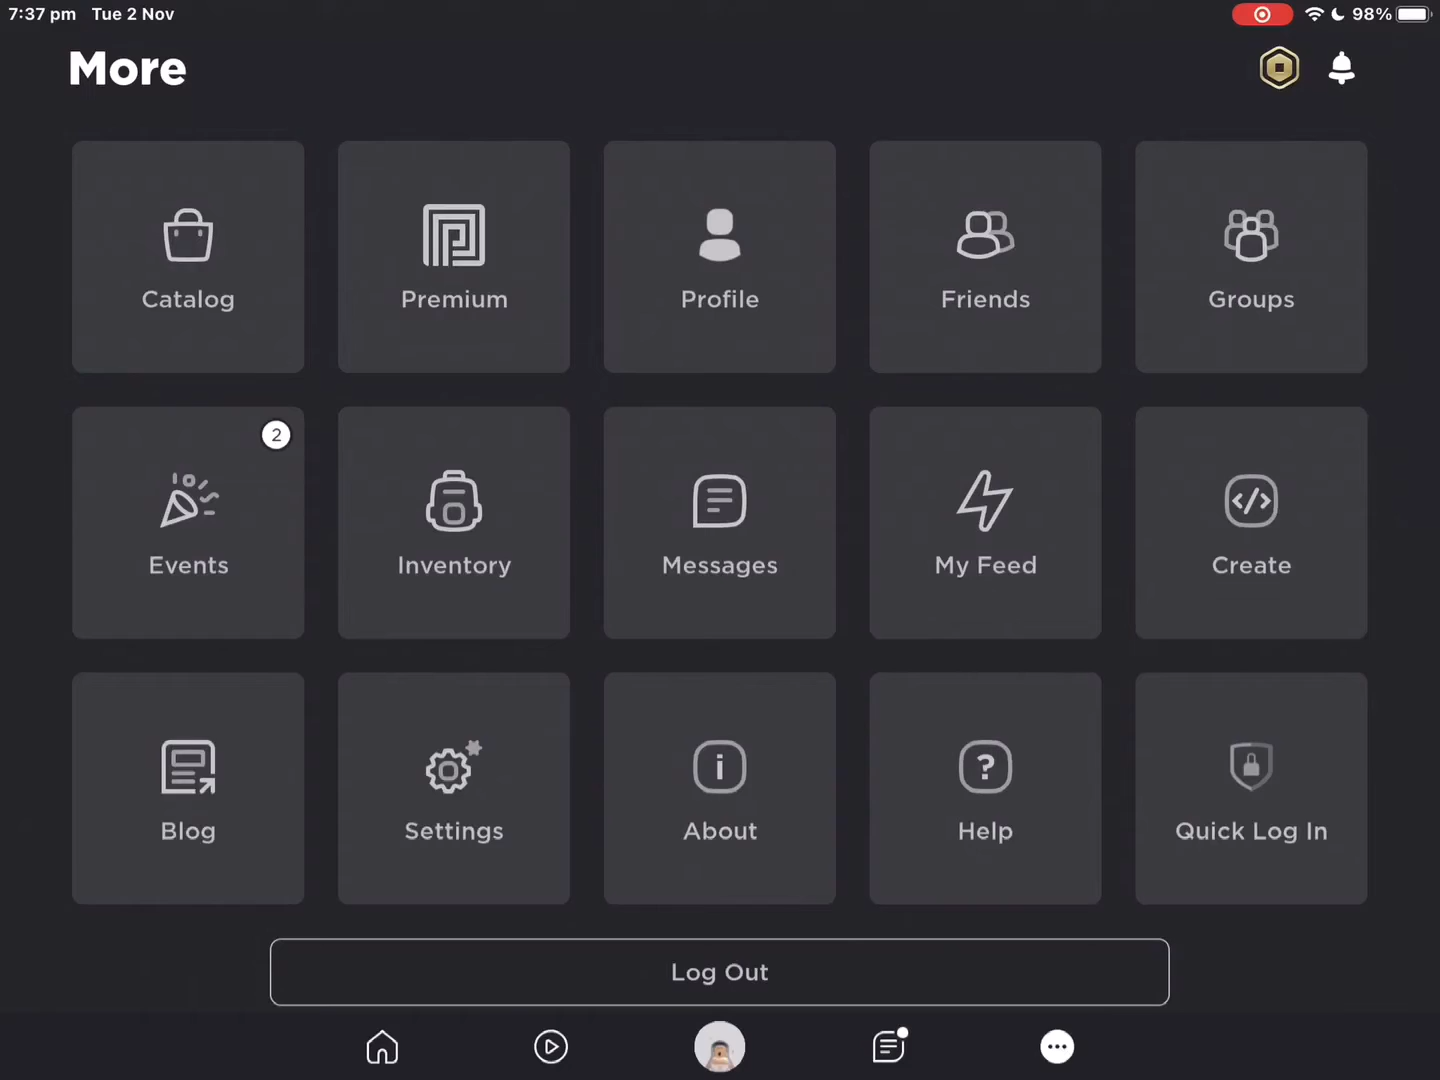 7:37 pm Tue 2 Nov 98%
More
Catalog Premium Profile Friends Groups
2
Events Inventory Messages My Feed Create
Blog Settings About Help Quick Log In
Log Out